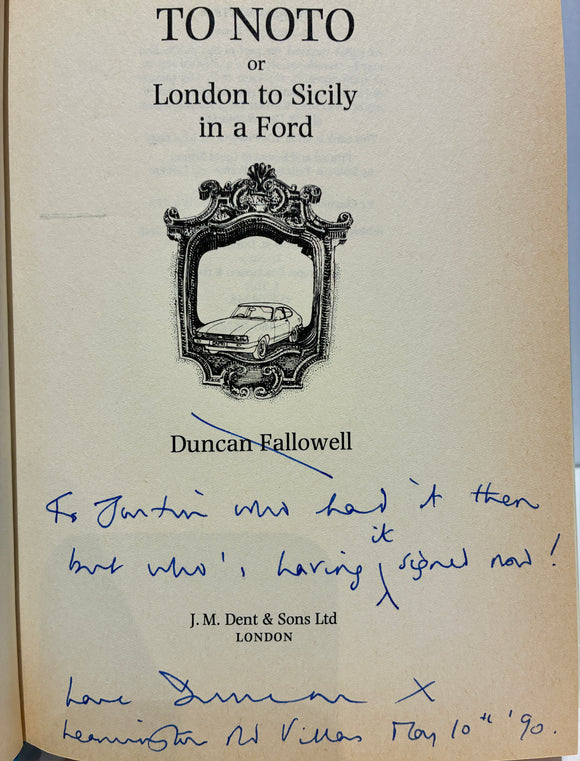 TO NOTO
or
London to Sicily
in a Ford
Duncan Fallowell
To Justin who had it then
but who's having it signed now!
J. M. Dent & Sons Ltd
LONDON
Love Duncan X
Leamington Rd Villas May 10th '90.